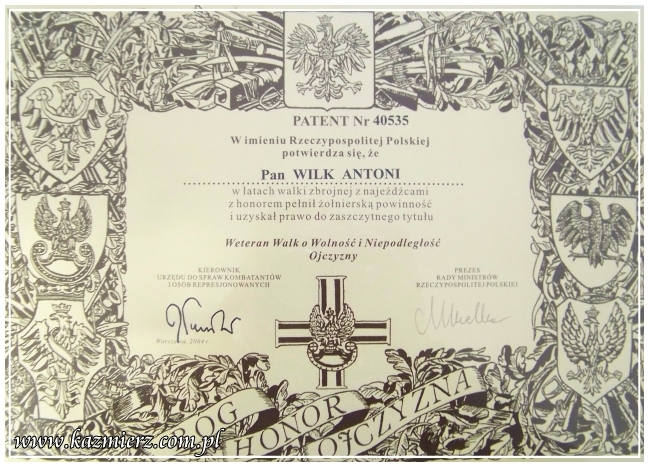 PATENT Nr 40535
W imieniu Rzeczypospolitej Polskiej
potwierdza się, że
Pan WILK ANTONI
w latach walki zbrojnej z najeźdźcami
z honorem pełnił żołnierską powinność
i uzyskał prawo do zaszczytnego tytułu
Weteran Walk o Wolność i Niepodległość
Ojczyzny
KIEROWNIK
URZĘDU DO SPRAW KOMBATANTÓW
I OSÓB REPRESJONOWANYCH
PREZES
RADY MINISTRÓW
RZECZYPOSPOLITEJ POLSKIEJ
Warszawa, 2004 r.
BÓG
HONOR
OJCZYZNA
www.kazmierz.com.pl